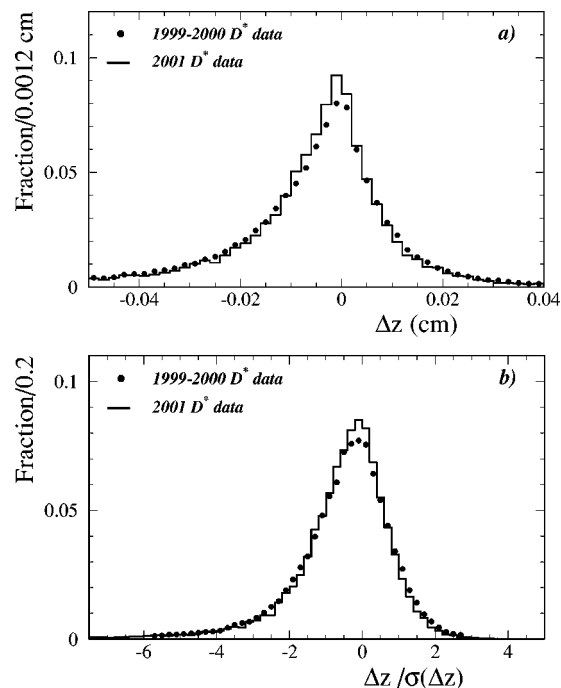 a)
1999-2000 D* data
2001 D* data
Fraction/0.0012 cm
0.1
0.05
0
-0.04 -0.02 0 0.02 0.04
Δz (cm)
b)
1999-2000 D* data
2001 D* data
Fraction/0.2
0.1
0.05
0
-6 -4 -2 0 2 4
Δz /σ(Δz)